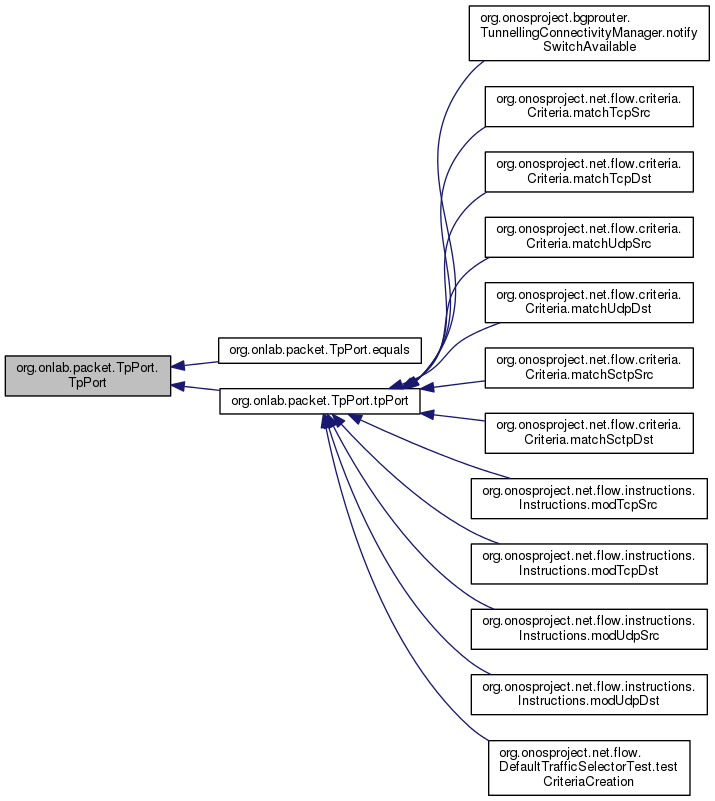 org.onosproject.bgprouter.
TunnellingConnectivityManager.notify
SwitchAvailable
org.onosproject.net.flow.criteria.
Criteria.matchTcpSrc
org.onosproject.net.flow.criteria.
Criteria.matchTcpDst
org.onosproject.net.flow.criteria.
Criteria.matchUdpSrc
org.onosproject.net.flow.criteria.
Criteria.matchUdpDst
org.onlab.packet.TpPort.equals
org.onlab.packet.TpPort.
TpPort
org.onosproject.net.flow.criteria.
Criteria.matchSctpSrc
org.onlab.packet.TpPort.tpPort
org.onosproject.net.flow.criteria.
Criteria.matchSctpDst
org.onosproject.net.flow.instructions.
Instructions.modTcpSrc
org.onosproject.net.flow.instructions.
Instructions.modTcpDst
org.onosproject.net.flow.instructions.
Instructions.modUdpSrc
org.onosproject.net.flow.instructions.
Instructions.modUdpDst
org.onosproject.net.flow.
DefaultTrafficSelectorTest.test
CriteriaCreation